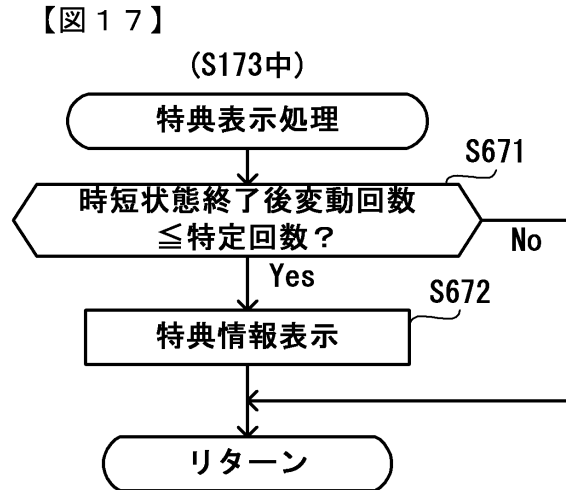 【図１７】
(S173中)
特典表示処理
S671
時短状態終了後変動回数
≦特定回数？
No
Yes
S672
特典情報表示
リターン